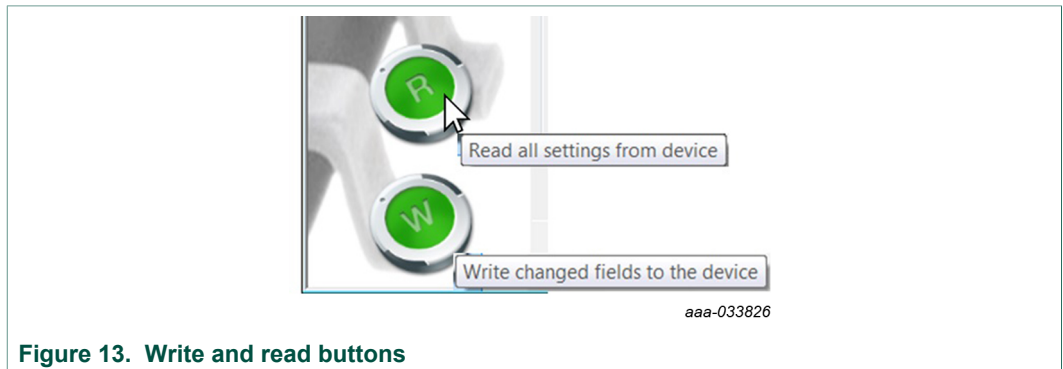 R
Read all settings from device
W
Write changed fields to the device
aaa-033826
Figure 13. Write and read buttons